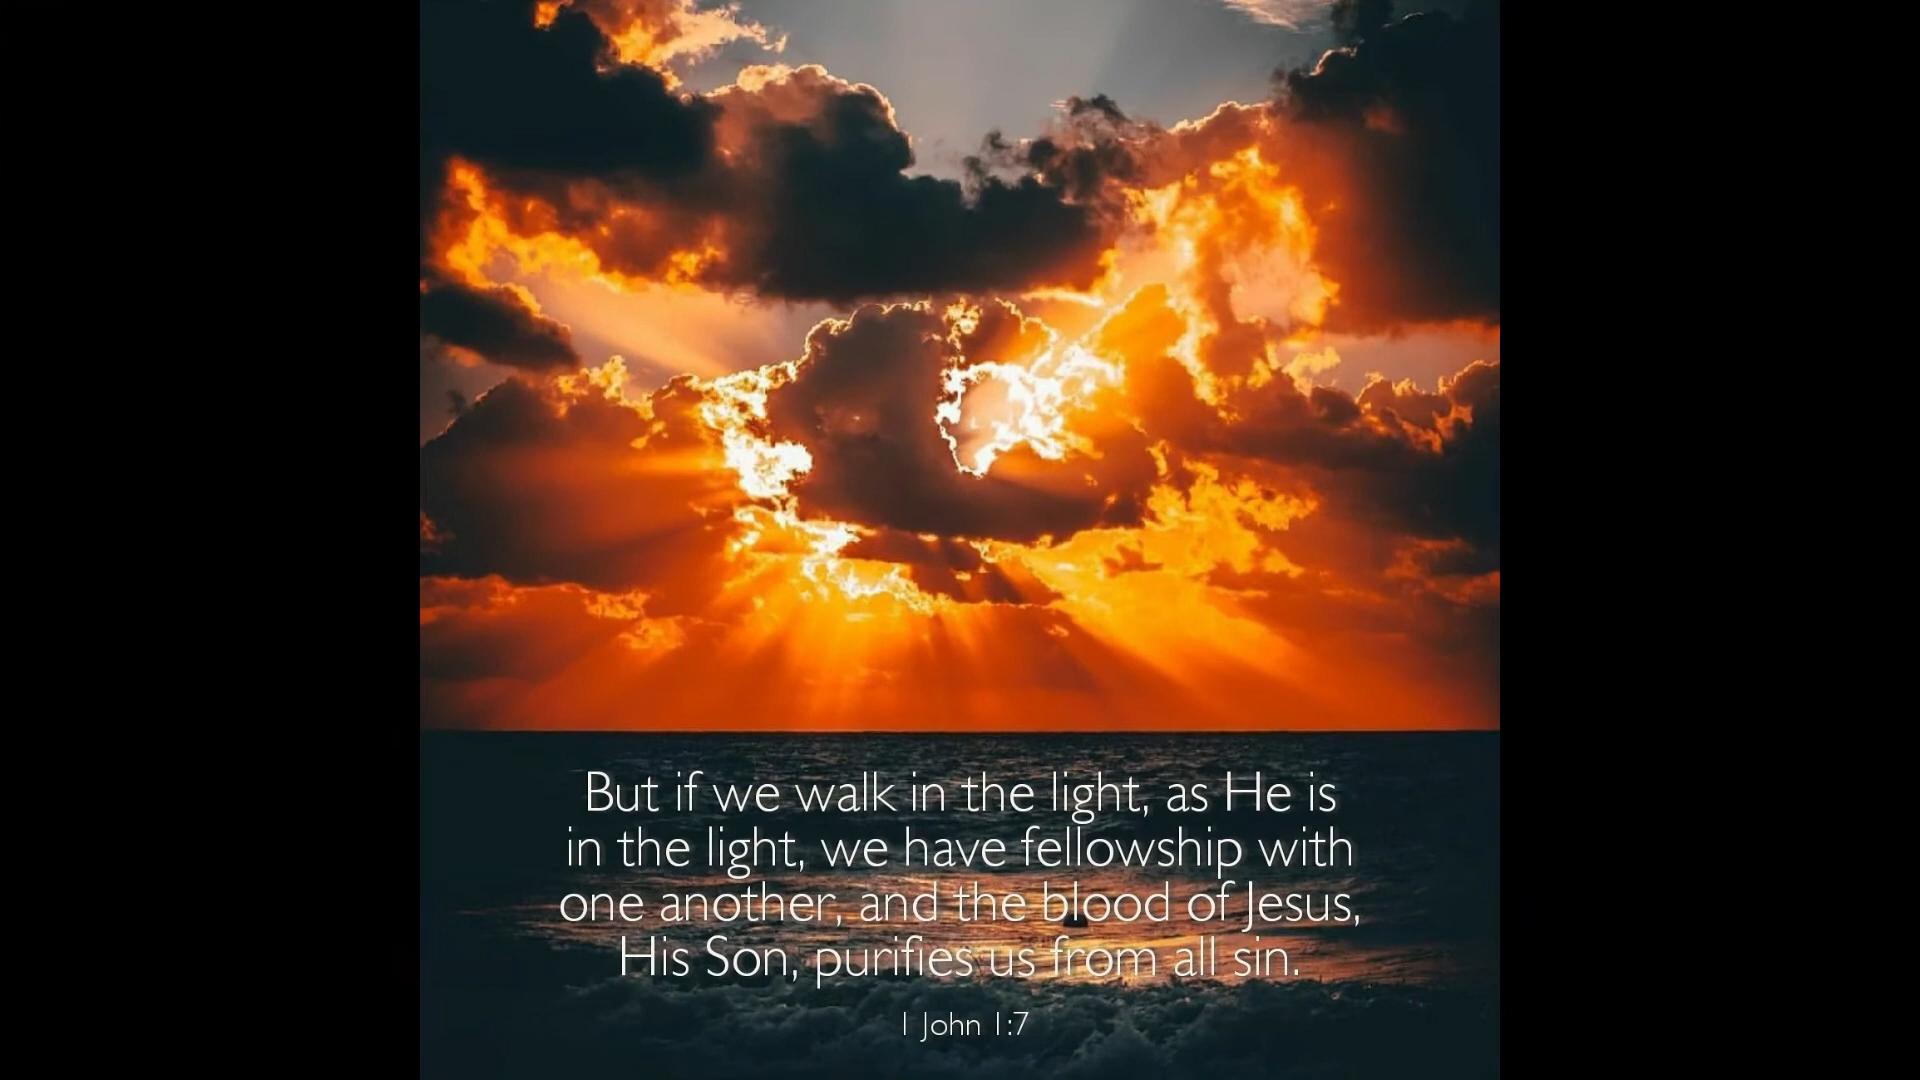 But if we walk in the light, as He is
in the light, we have fellowship with
one another, and the blood of Jesus,
His Son, purifies us from all sin.
1 John 1:7